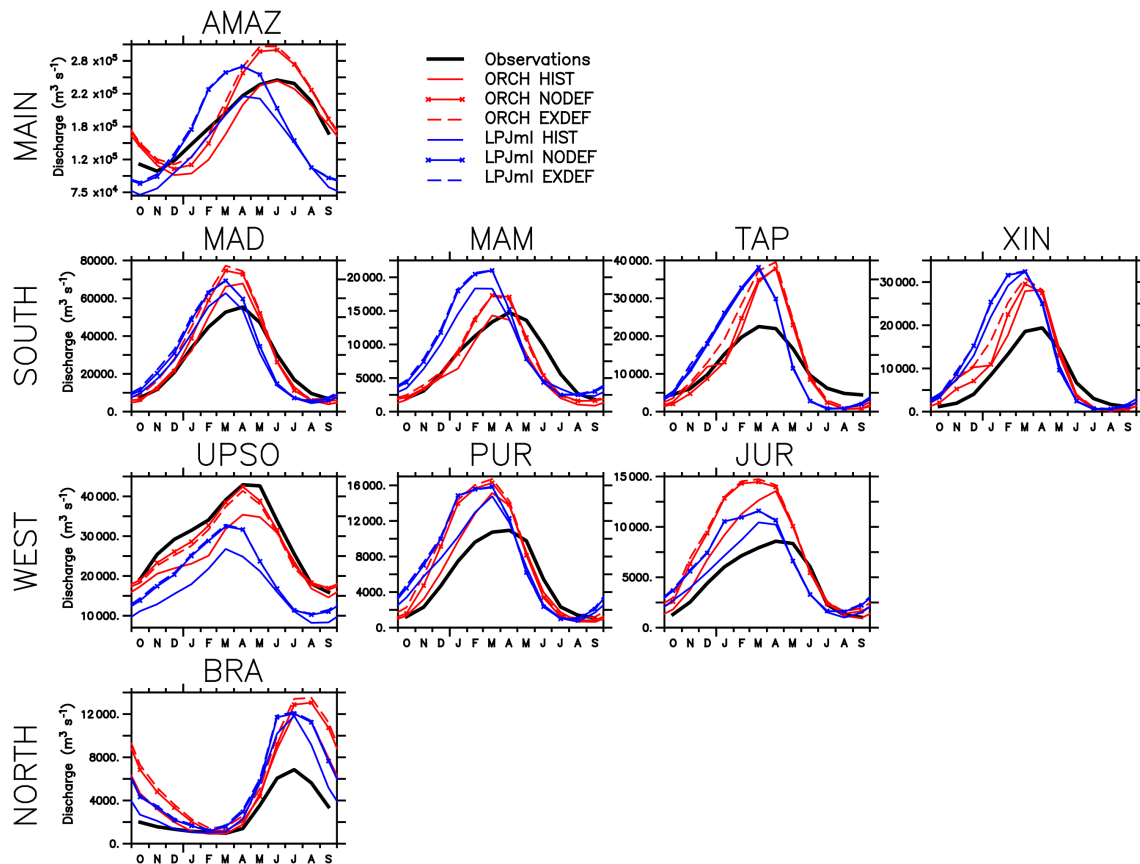 AMAZ
MAIN
Discharge (m³ s⁻¹)
2.8 x10⁵
2.2 x10⁵
1.8 x10⁵
1.2 x10⁵
7.5 x10⁴
O N D J F M A M J J A S
Observations
ORCH HIST
ORCH NODEF
ORCH EXDEF
LPJml HIST
LPJml NODEF
LPJml EXDEF
SOUTH
MAD
Discharge (m³ s⁻¹)
80000.
60000.
40000.
20000.
0.
O N D J F M A M J J A S
MAM
20000.
15000.
10000.
5000.
0.
O N D J F M A M J J A S
TAP
40000.
30000.
20000.
10000.
0.
O N D J F M A M J J A S
XIN
30000.
20000.
10000.
0.
O N D J F M A M J J A S
WEST
UPSO
Discharge (m³ s⁻¹)
40000.
30000.
20000.
10000.
O N D J F M A M J J A S
PUR
16000.
12000.
8000.
4000.
0.
O N D J F M A M J J A S
JUR
15000.
10000.
5000.
0.
O N D J F M A M J J A S
NORTH
BRA
Discharge (m³ s⁻¹)
12000.
8000.
4000.
0.
O N D J F M A M J J A S